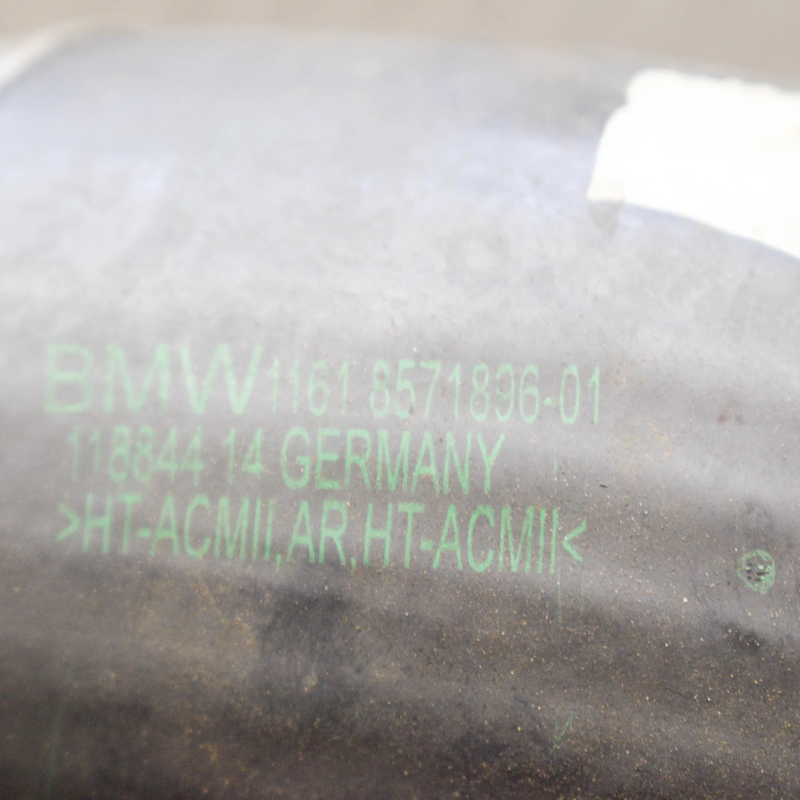 BMW 1161 8571896-01
118844 14 GERMANY
>HT-ACMII,AR,HT-ACMII<